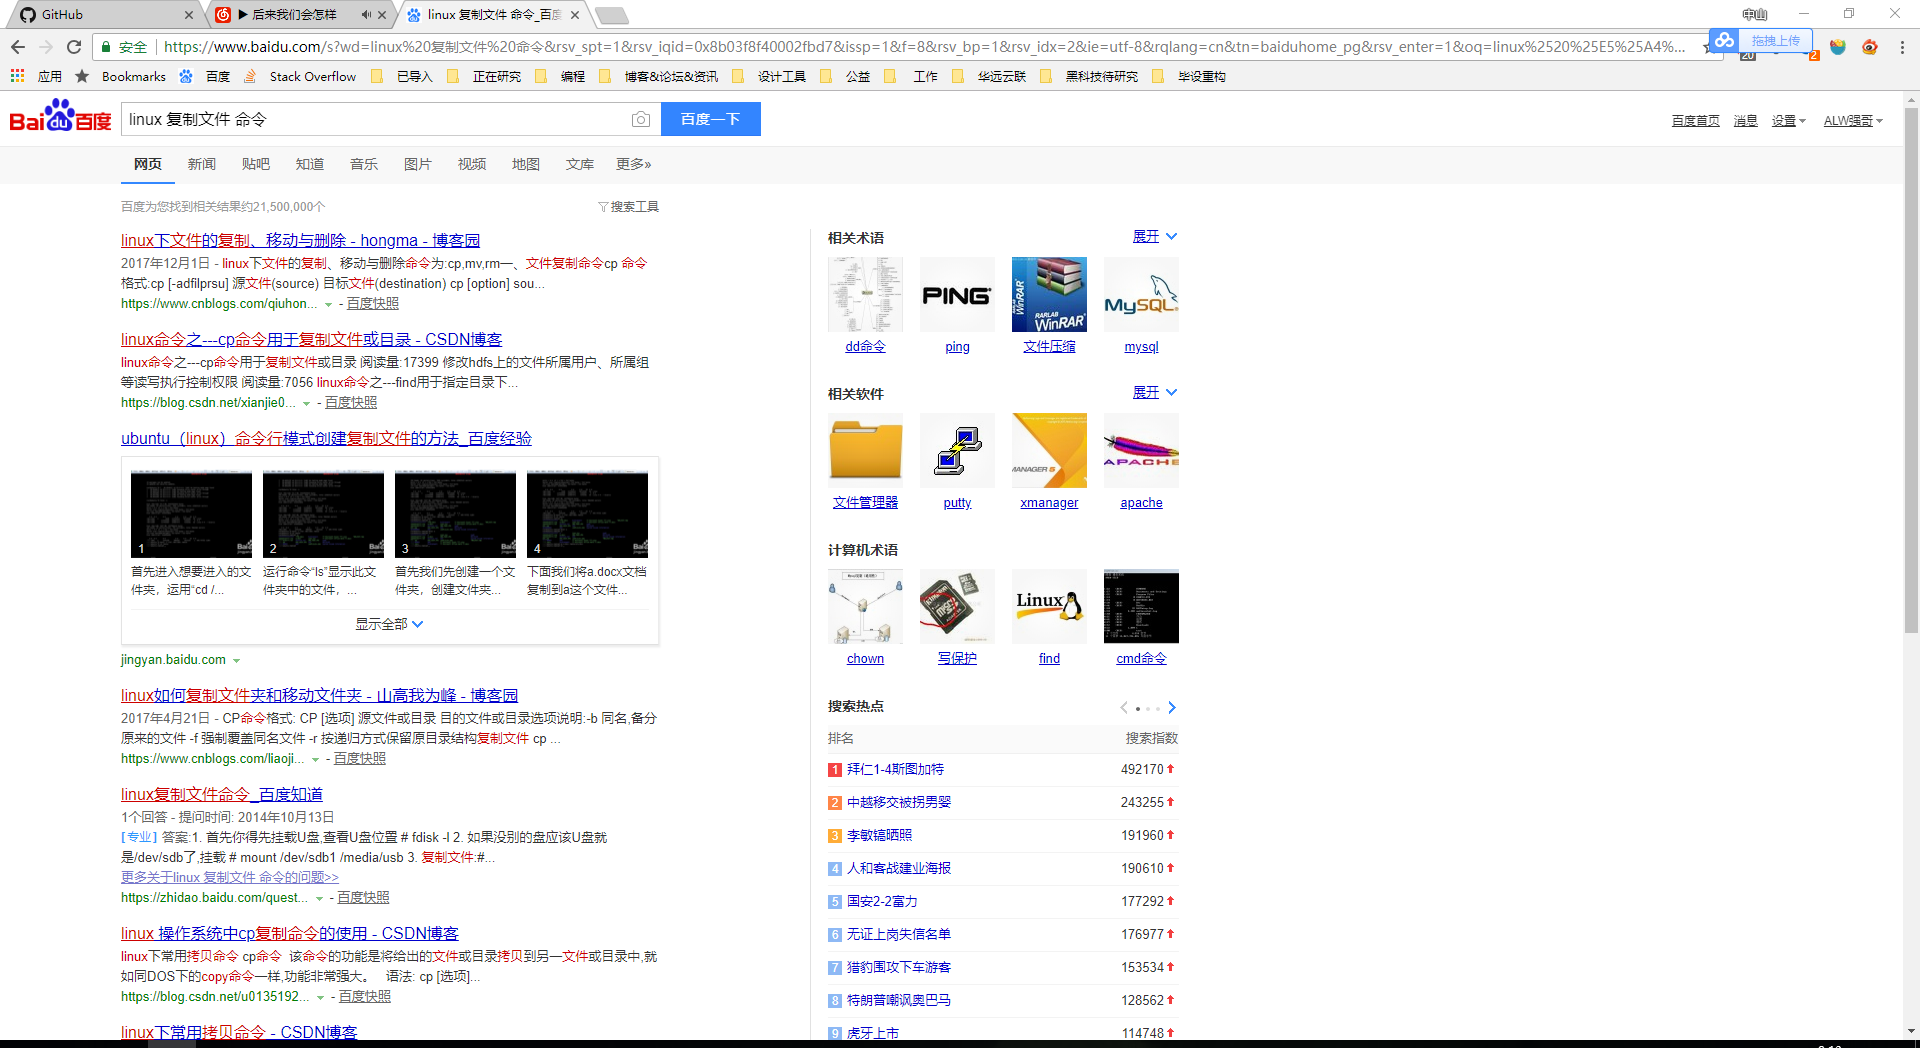 GitHub
▶ 后来我们会怎样
linux 复制文件 命令_百度
中山
安全
https://www.baidu.com/s?wd=linux%20复制文件%20命令&rsv_spt=1&rsv_iqid=0x8b03f8f40002fbd7&issp=1&f=8&rsv_bp=1&rsv_idx=2&ie=utf-8&rqlang=cn&tn=baiduhome_pg&rsv_enter=1&oq=linux%2520%25E5%25A4%...
拖拽上传
20
2
应用
Bookmarks
百度
Stack Overflow
已导入
正在研究
编程
博客&论坛&资讯
设计工具
公益
工作
华远云联
黑科技待研究
毕设重构
Bai du 百度
linux 复制文件 命令
百度一下
百度首页 消息 设置 ALW强哥
网页 新闻 贴吧 知道 音乐 图片 视频 地图 文库 更多»
百度为您找到相关结果约21,500,000个
搜索工具
linux下文件的复制、移动与删除 - hongma - 博客园
2017年12月1日 - linux下文件的复制、移动与删除命令为:cp,mv,rm一、文件复制命令cp 命令
格式:cp [-adfilprsu] 源文件(source) 目标文件(destination) cp [option] sou...
https://www.cnblogs.com/qiuhon... - 百度快照
linux命令之---cp命令用于复制文件或目录 - CSDN博客
linux命令之---cp命令用于复制文件或目录 阅读量:17399 修改hdfs上的文件所属用户、所属组
等读写执行控制权限 阅读量:7056 linux命令之---find用于指定目录下...
https://blog.csdn.net/xianjie0... - 百度快照
ubuntu（linux）命令行模式创建复制文件的方法_百度经验
1
2
3
4
首先进入想要进入的文
件夹，运用“cd /...
运行命令“ls”显示此文
件夹中的文件，...
首先我们先创建一个文
件夹，创建文件夹...
下面我们将a.docx文档
复制到a这个文件...
显示全部
jingyan.baidu.com
linux如何复制文件夹和移动文件夹 - 山高我为峰 - 博客园
2017年4月21日 - CP命令格式: CP [选项] 源文件或目录 目的文件或目录选项说明:-b 同名,备分
原来的文件 -f 强制覆盖同名文件 -r 按递归方式保留原目录结构复制文件 cp ...
https://www.cnblogs.com/liaoji... - 百度快照
linux复制文件命令_百度知道
1个回答 - 提问时间: 2014年10月13日
[专业] 答案:1. 首先你得先挂载U盘,查看U盘位置 # fdisk -l 2. 如果没别的盘应该U盘就
是/dev/sdb了,挂载 # mount /dev/sdb1 /media/usb 3. 复制文件:#...
更多关于linux 复制文件 命令的问题>>
https://zhidao.baidu.com/quest... - 百度快照
linux 操作系统中cp复制命令的使用 - CSDN博客
linux下常用拷贝命令 cp命令 该命令的功能是将给出的文件或目录拷贝到另一文件或目录中,就
如同DOS下的copy命令一样,功能非常强大。 语法: cp [选项]...
https://blog.csdn.net/u0135192... - 百度快照
linux下常用拷贝命令 - CSDN博客
相关术语
展开
PING
WinRAR
RARLAB
WinRAR
MySQL
dd命令
ping
文件压缩
mysql
相关软件
展开
MANAGER 5
APACHE
文件管理器
putty
xmanager
apache
计算机术语
Linux
chown
写保护
find
cmd命令
搜索热点
排名
搜索指数
1 拜仁1-4斯图加特 492170
2 中越移交被拐男婴 243255
3 李敏镐晒照 191960
4 人和客战建业海报 190610
5 国安2-2富力 177292
6 无证上岗失信名单 176977
7 猎豹围攻下车游客 153534
8 特朗普嘲讽奥巴马 128562
9 虎牙上市 114748